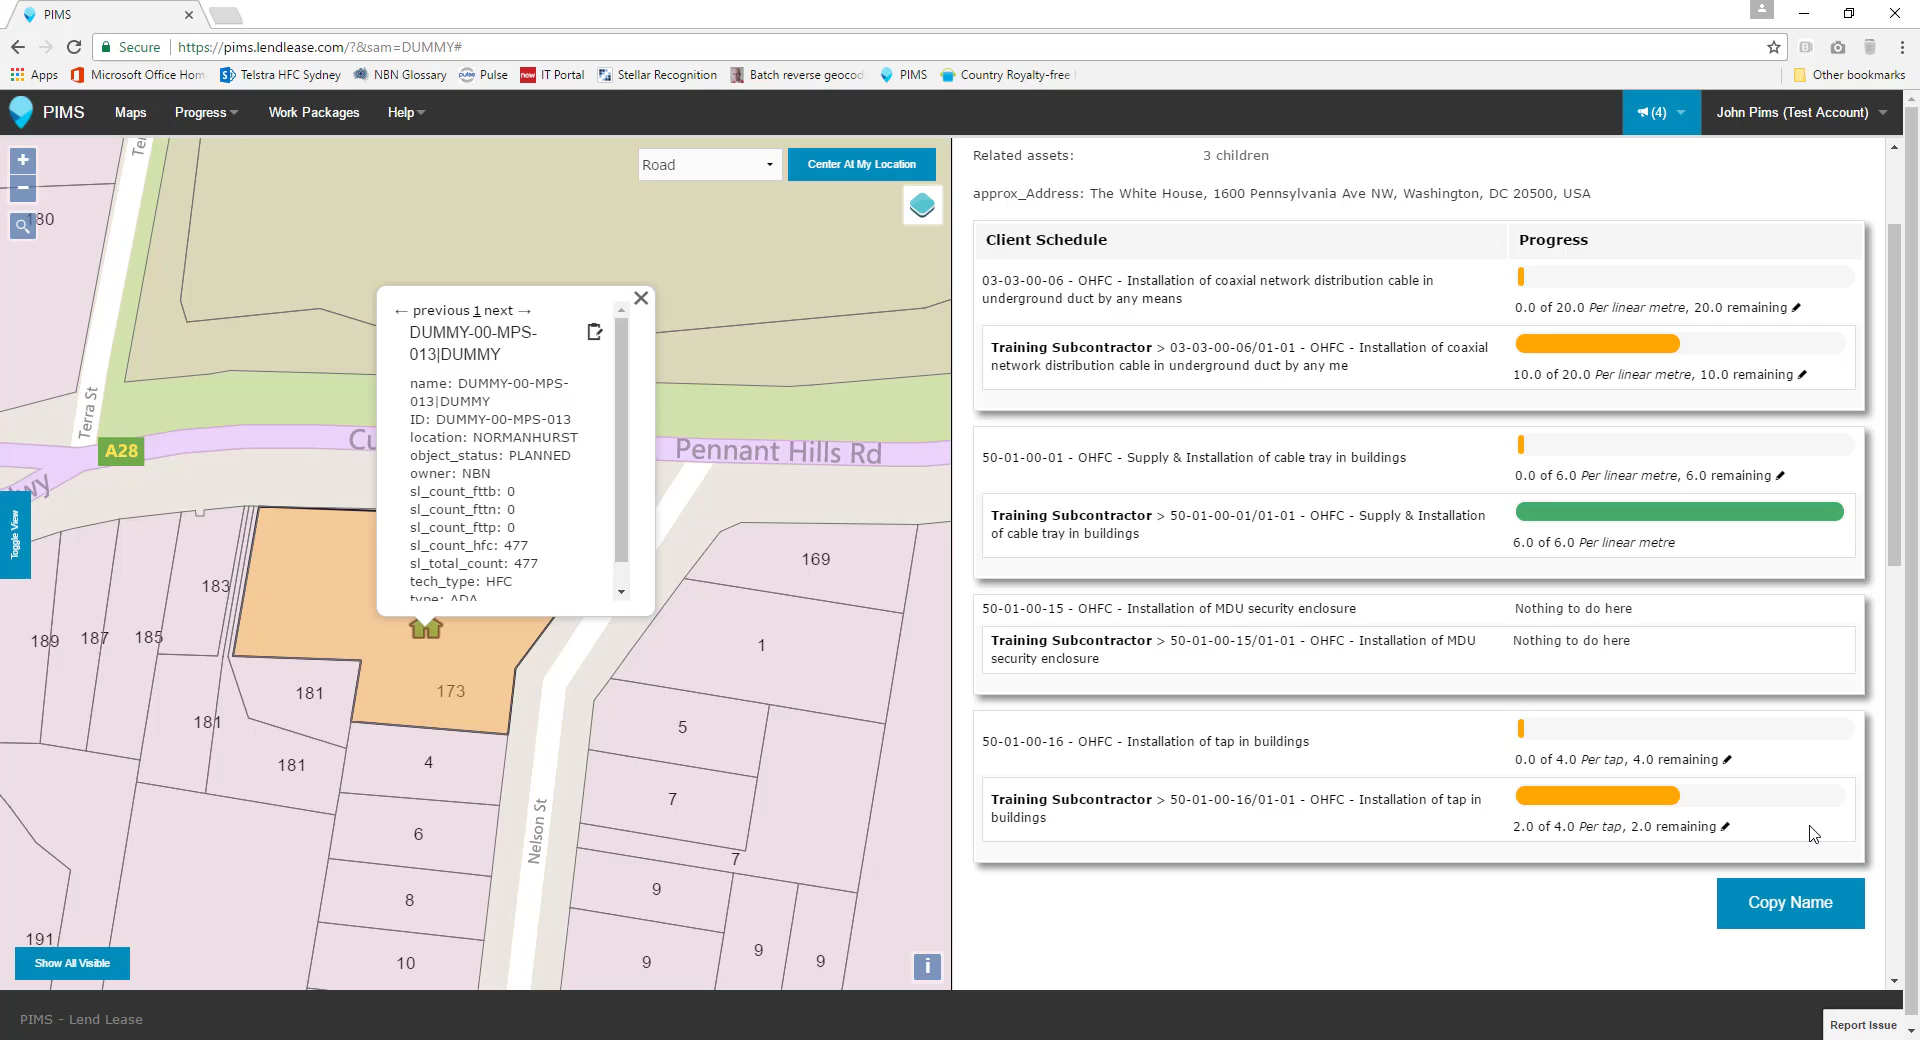 PIMS
Secure
https://pims.lendlease.com/?&sam=DUMMY#
Apps
Microsoft Office Hom
Telstra HFC Sydney
NBN Glossary
pulse Pulse
now IT Portal
Stellar Recognition
Batch reverse geocod
PIMS
Country Royalty-free
Other bookmarks
PIMS
Maps
Progress
Work Packages
Help
(4)
John Pims (Test Account)
+
−
180
Road
Center At My Location
Terra St
A28
Pennant Hills Rd
Toggle View
← previous 1 next →
DUMMY-00-MPS-
013|DUMMY
name: DUMMY-00-MPS-
013|DUMMY
ID: DUMMY-00-MPS-013
location: NORMANHURST
object_status: PLANNED
owner: NBN
sl_count_fttb: 0
sl_count_fttn: 0
sl_count_fttp: 0
sl_count_hfc: 477
sl_total_count: 477
tech_type: HFC
type: ADA
169
183
189
187
185
1
181
173
181
5
181
4
7
6
Nelson St
7
9
8
191
9
9
10
9
Show All Visible
i
Related assets: 3 children
approx_Address: The White House, 1600 Pennsylvania Ave NW, Washington, DC 20500, USA
Client Schedule
Progress
03-03-00-06 - OHFC - Installation of coaxial network distribution cable in
underground duct by any means
0.0 of 20.0 Per linear metre, 20.0 remaining
Training Subcontractor > 03-03-00-06/01-01 - OHFC - Installation of coaxial
network distribution cable in underground duct by any me
10.0 of 20.0 Per linear metre, 10.0 remaining
50-01-00-01 - OHFC - Supply & Installation of cable tray in buildings
0.0 of 6.0 Per linear metre, 6.0 remaining
Training Subcontractor > 50-01-00-01/01-01 - OHFC - Supply & Installation
of cable tray in buildings
6.0 of 6.0 Per linear metre
50-01-00-15 - OHFC - Installation of MDU security enclosure
Nothing to do here
Training Subcontractor > 50-01-00-15/01-01 - OHFC - Installation of MDU
security enclosure
Nothing to do here
50-01-00-16 - OHFC - Installation of tap in buildings
0.0 of 4.0 Per tap, 4.0 remaining
Training Subcontractor > 50-01-00-16/01-01 - OHFC - Installation of tap in
buildings
2.0 of 4.0 Per tap, 2.0 remaining
Copy Name
PIMS - Lend Lease
Report Issue